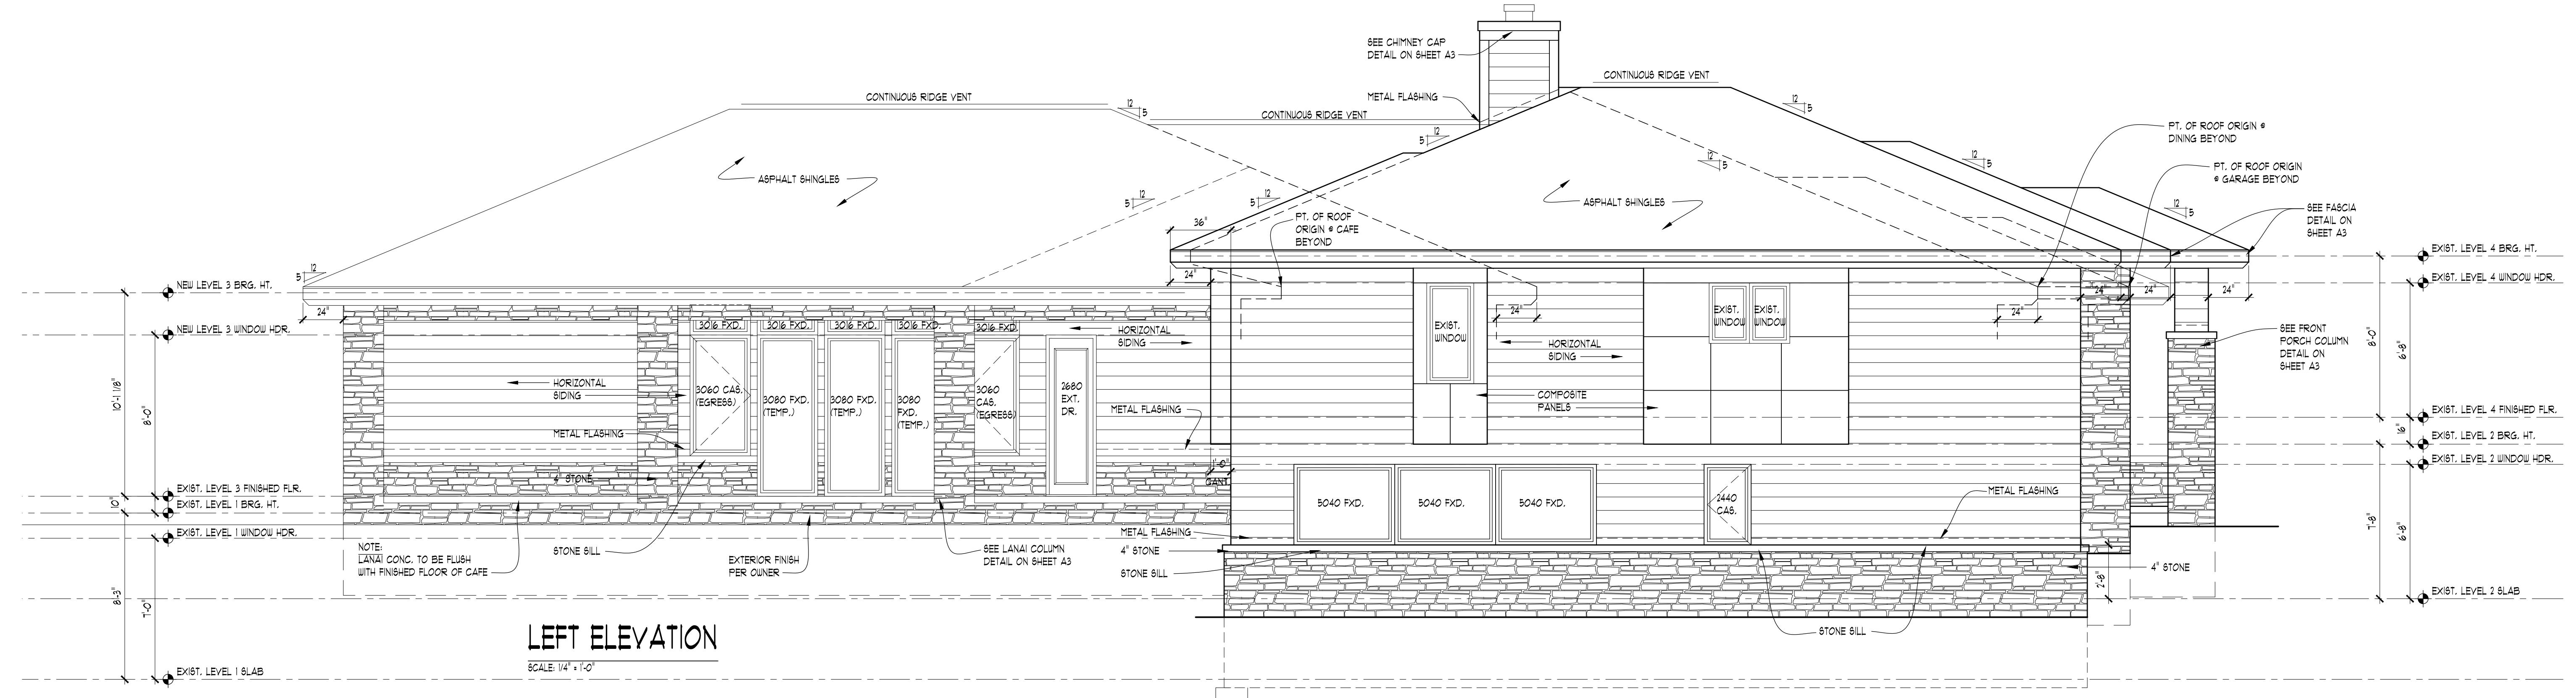 SEE CHIMNEY CAP
DETAIL ON SHEET A3
CONTINUOUS RIDGE VENT
METAL FLASHING
CONTINUOUS RIDGE VENT
CONTINUOUS RIDGE VENT
12
5
12
5
12
5
12
5
12
5
12
5
12
5
12
5
12
5
PT. OF ROOF ORIGIN @
DINING BEYOND
PT. OF ROOF ORIGIN
@ GARAGE BEYOND
ASPHALT SHINGLES
ASPHALT SHINGLES
SEE FASCIA
DETAIL ON
SHEET A3
36"
PT. OF ROOF
ORIGIN @ CAFE
BEYOND
24"
24"
24"
24"
24"
24"
24"
NEW LEVEL 3 BRG. HT.
NEW LEVEL 3 WINDOW HDR.
EXIST. LEVEL 3 FINISHED FLR.
EXIST. LEVEL 1 BRG. HT.
EXIST. LEVEL 1 WINDOW HDR.
EXIST. LEVEL 1 SLAB
10'-1 1/8"
8'-0"
10"
8'-3"
7'-0"
3016 FXD.
3016 FXD.
3016 FXD.
3016 FXD.
3016 FXD.
HORIZONTAL
SIDING
HORIZONTAL
SIDING
3060 CAS.
(EGRESS)
3080 FXD.
(TEMP.)
3080 FXD.
(TEMP.)
3080
FXD.
(TEMP.)
3060
CAS.
(EGRESS)
2680
EXT.
DR.
METAL FLASHING
METAL FLASHING
4" STONE
1'-0"
CANT.
EXIST.
WINDOW
EXIST.
WINDOW
EXIST.
WINDOW
HORIZONTAL
SIDING
COMPOSITE
PANELS
5040 FXD.
5040 FXD.
5040 FXD.
2440
CAS.
METAL FLASHING
METAL FLASHING
4" STONE
STONE SILL
4" STONE
STONE SILL
2'-8"
NOTE:
LANAI CONC. TO BE FLUSH
WITH FINISHED FLOOR OF CAFE
STONE SILL
EXTERIOR FINISH
PER OWNER
SEE LANAI COLUMN
DETAIL ON SHEET A3
SEE FRONT
PORCH COLUMN
DETAIL ON
SHEET A3
EXIST. LEVEL 4 BRG. HT.
EXIST. LEVEL 4 WINDOW HDR.
EXIST. LEVEL 4 FINISHED FLR.
EXIST. LEVEL 2 BRG. HT.
EXIST. LEVEL 2 WINDOW HDR.
EXIST. LEVEL 2 SLAB
8'-0"
6'-8"
16"
7'-8"
6'-8"
LEFT ELEVATION
SCALE: 1/4" = 1'-0"